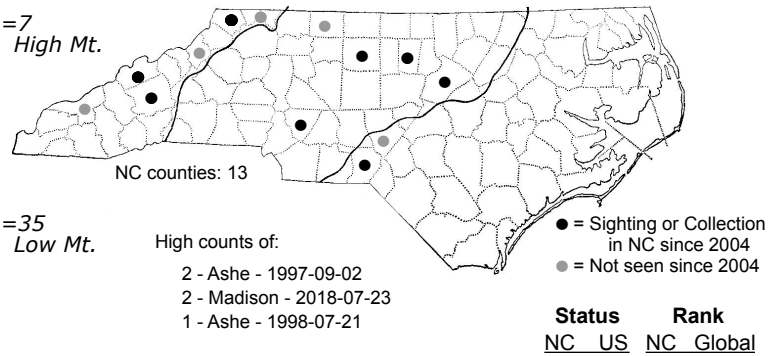 =7
High Mt.
NC counties: 13
=35
Low Mt.
High counts of:
2 - Ashe - 1997-09-02
2 - Madison - 2018-07-23
1 - Ashe - 1998-07-21
● = Sighting or Collection
in NC since 2004
● = Not seen since 2004
Status Rank
NC US NC Global